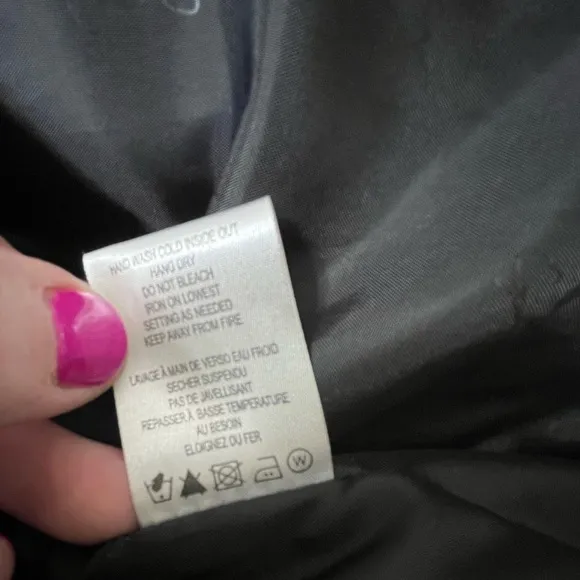 HAND WASH COLD INSIDE OUT
HANG DRY
DO NOT BLEACH
IRON ON LOWEST
SETTING AS NEEDED
KEEP AWAY FROM FIRE
LAVAGE À MAIN DE VERSO EAU FROID
SECHER SUSPENDU
PAS DE JAVELLISANT
REPASSER À BASSE TEMPERATURE
AU BESOIN
ELOIGNEZ DU FER
W